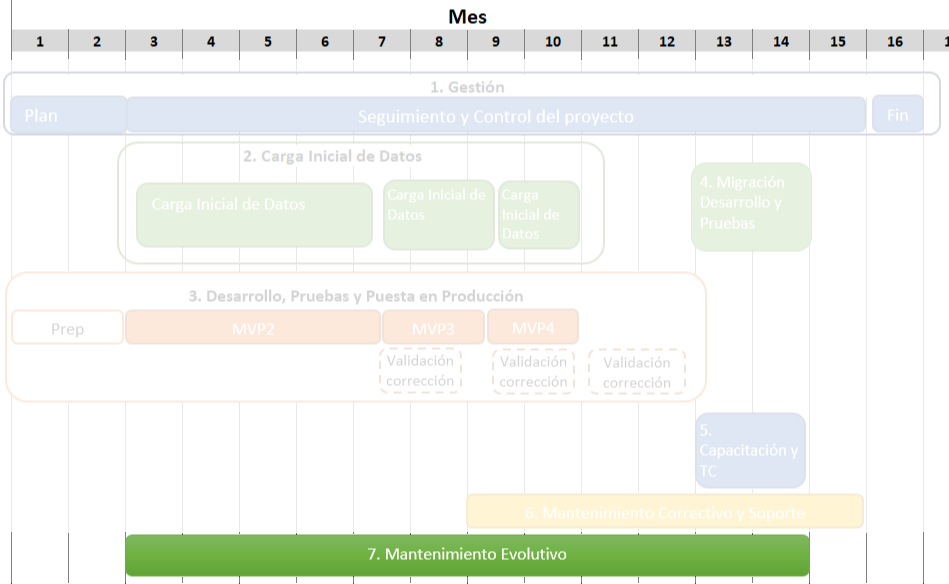 Mes
1 2 3 4 5 6 7 8 9 10 11 12 13 14 15 16 1
1. Gestión
Plan Seguimiento y Control del proyecto Fin
2. Carga Inicial de Datos
Carga Inicial de Datos
Carga Inicial de
Datos
Carga
Inicial de
Datos
4. Migración
Desarrollo y
Pruebas
3. Desarrollo, Pruebas y Puesta en Producción
Prep MVP2 MVP3 MVP4
Validación
corrección
Validación
corrección
Validación
corrección
5.
Capacitación y
TC
6. Mantenimiento Correctivo y Soporte
7. Mantenimiento Evolutivo